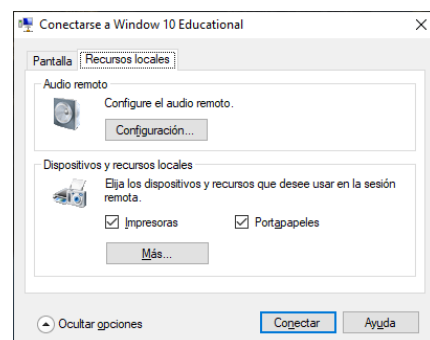 Conectarse a Window 10 Educational
Pantalla Recursos locales
Audio remoto
Configure el audio remoto.
Configuración...
Dispositivos y recursos locales
Elija los dispositivos y recursos que desee usar en la sesión
remota.
Impresoras Portapapeles
Más...
Ocultar opciones Conectar Ayuda